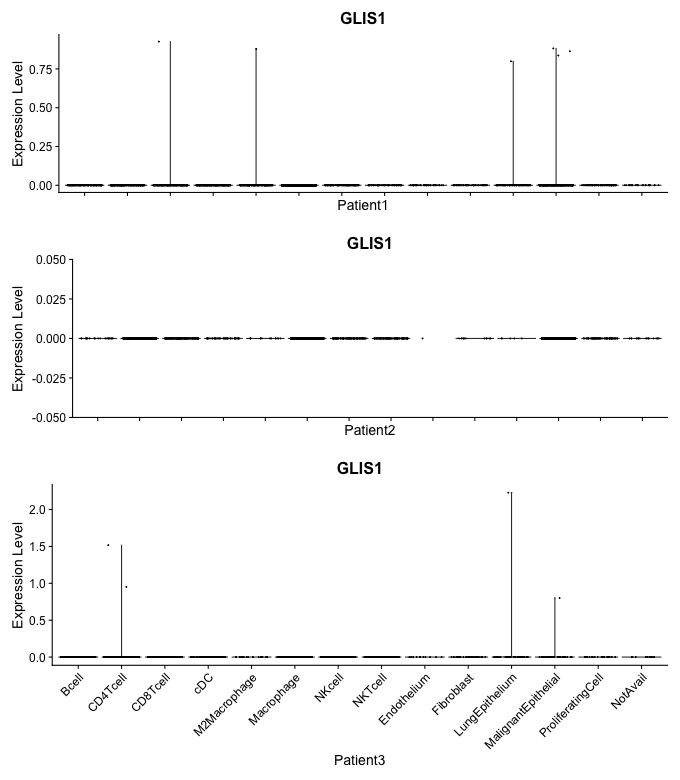 GLIS1
Expression Level
0.75
0.50
0.25
0.00
Patient1
GLIS1
Expression Level
0.050
0.025
0.000
-0.025
-0.050
Patient2
GLIS1
Expression Level
2.0
1.5
1.0
0.5
0.0
Bcell
CD4Tcell
CD8Tcell
cDC
M2Macrophage
Macrophage
NKcell
NKTcell
Endothelium
Fibroblast
LungEpithelium
MalignantEpithelial
ProliferatingCell
NotAvail
Patient3